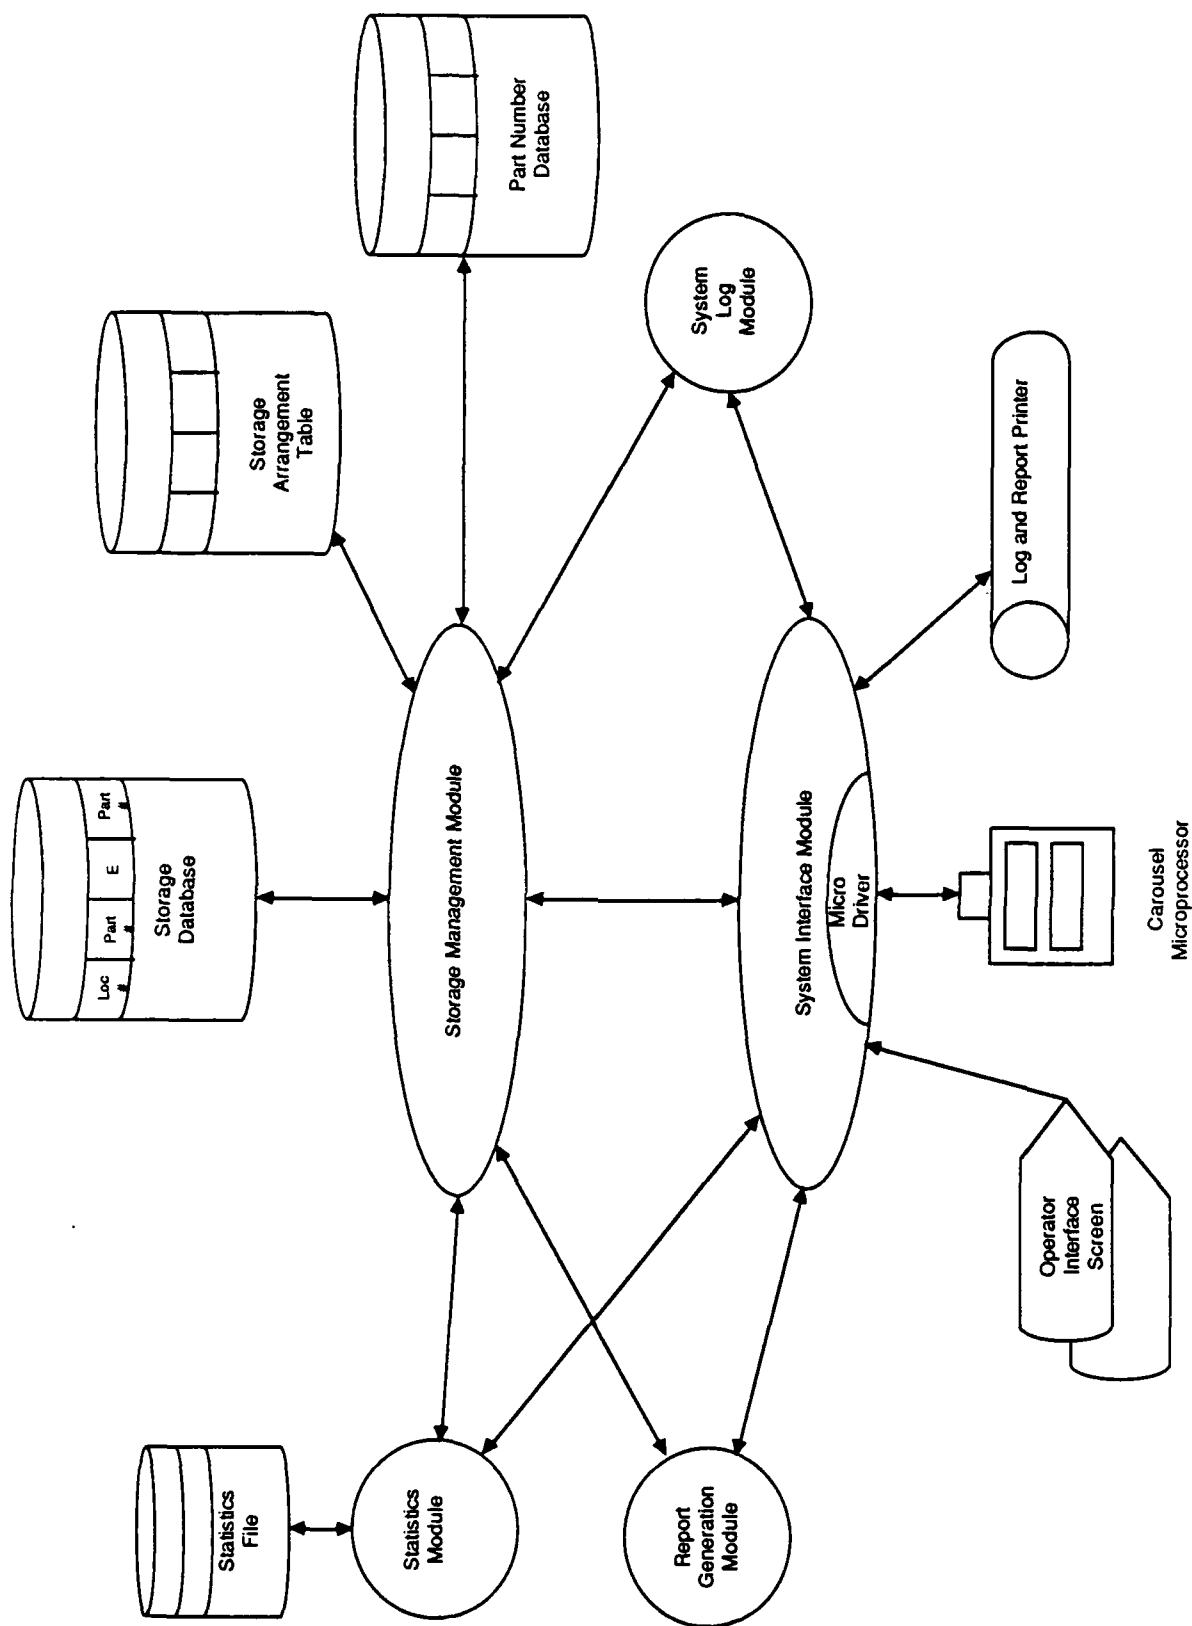 Statistics
File
Loc
#
Part
#
E
Part
#
Storage
Database
Storage
Arrangement
Table
Part Number
Database
Statistics
Module
Storage Management Module
Report
Generation
Module
System
Log
Module
System Interface Module
Micro
Driver
Operator
Interface
Screen
Carousel
Microprocessor
Log and Report Printer